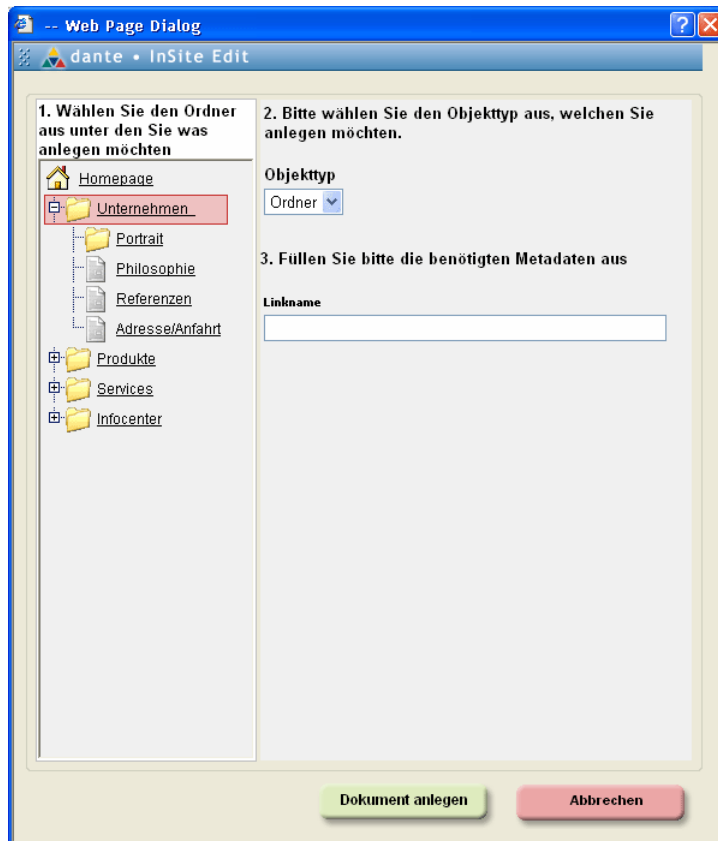 -- Web Page Dialog
dante • InSite Edit
1. Wählen Sie den Ordner
aus unter den Sie was
anlegen möchten
Homepage
Unternehmen
Portrait
Philosophie
Referenzen
Adresse/Anfahrt
Produkte
Services
Infocenter
2. Bitte wählen Sie den Objekttyp aus, welchen Sie
anlegen möchten.
Objekttyp
Ordner
3. Füllen Sie bitte die benötigten Metadaten aus
Linkname
Dokument anlegen
Abbrechen